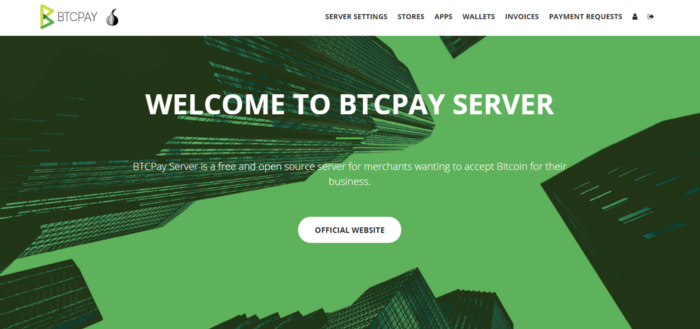 BTCPAY
SERVER SETTINGS STORES APPS WALLETS INVOICES PAYMENT REQUESTS
WELCOME TO BTCPAY SERVER
BTCPay Server is a free and open source server for merchants wanting to accept Bitcoin for their
business.
OFFICIAL WEBSITE